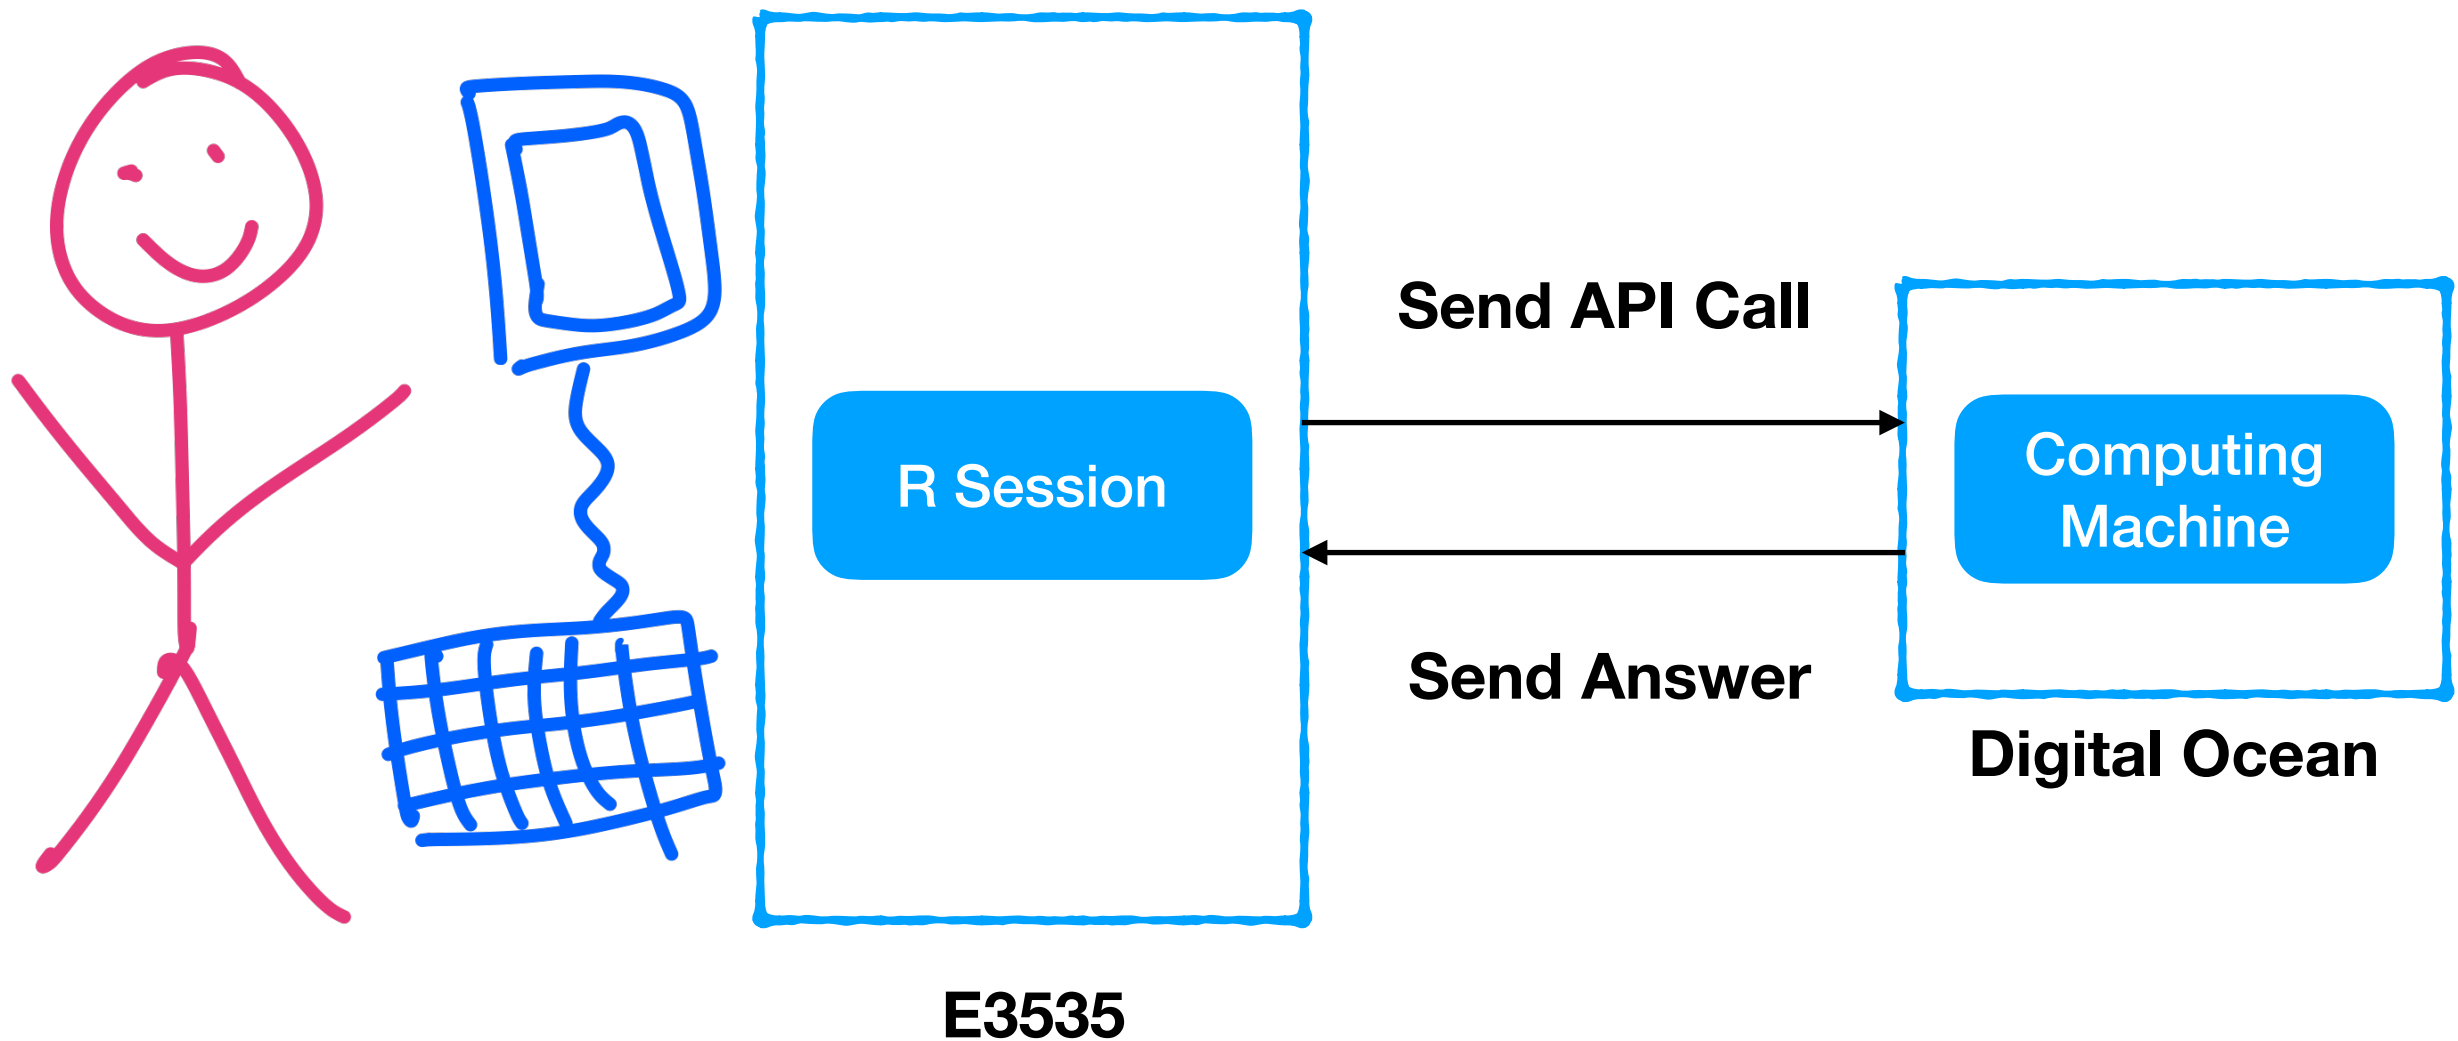 Send API Call
R Session
Computing
Machine
Send Answer
Digital Ocean
E3535